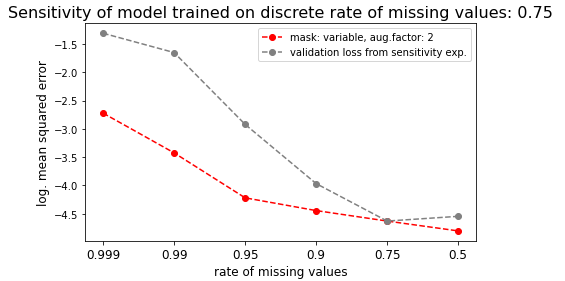 Sensitivity of model trained on discrete rate of missing values: 0.75
mask: variable, aug.factor: 2
validation loss from sensitivity exp.
log. mean squared error
−1.5
−2.0
−2.5
−3.0
−3.5
−4.0
−4.5
0.999 0.99 0.95 0.9 0.75 0.5
rate of missing values